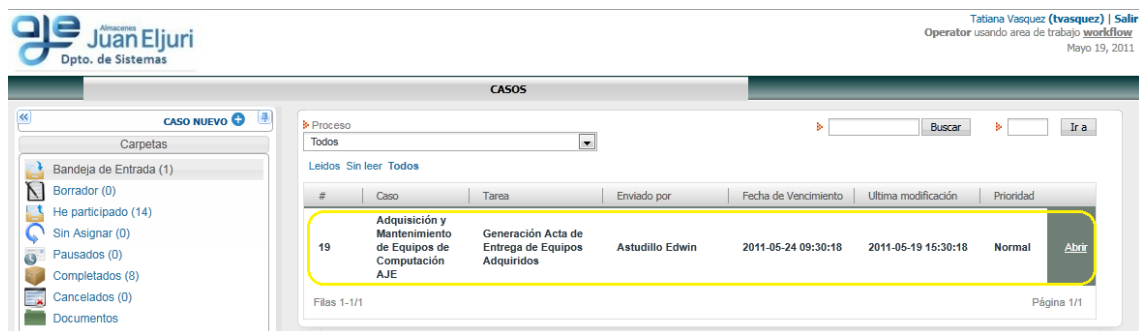 Tatiana Vasquez (tvasquez) | Salir
Operator usando area de trabajo workflow
Mayo 19, 2011
aje Almacenes
Juan Eljuri
Dpto. de Sistemas
CASOS
CASO NUEVO
Carpetas
Bandeja de Entrada (1)
Borrador (0)
He participado (14)
Sin Asignar (0)
Pausados (0)
Completados (8)
Cancelados (0)
Documentos
Proceso
Todos
Buscar
Ir a
Leidos Sin leer Todos
# Caso Tarea Enviado por Fecha de Vencimiento Ultima modificación Prioridad
19
Adquisición y
Mantenimiento
de Equipos de
Computación
AJE
Generación Acta de
Entrega de Equipos
Adquiridos
Astudillo Edwin
2011-05-24 09:30:18
2011-05-19 15:30:18
Normal
Abrir
Filas 1-1/1
Página 1/1